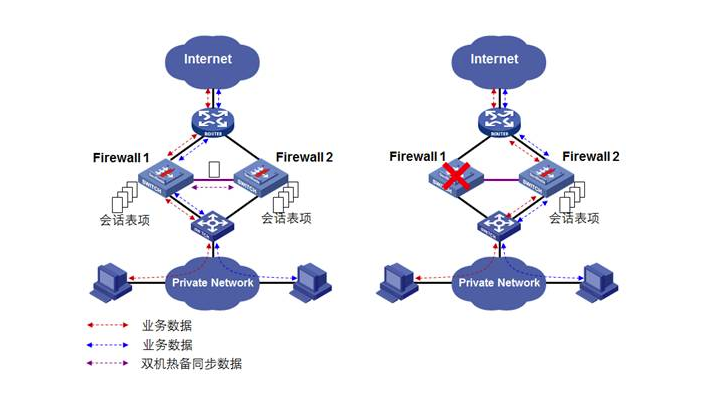 Internet
ROUTER
Firewall 1
Firewall 2
SWITCH
SWITCH
会话表项
会话表项
Private Network
Internet
ROUTER
Firewall 1
Firewall 2
SWITCH
SWITCH
会话表项
Private Network
业务数据
业务数据
双机热备同步数据